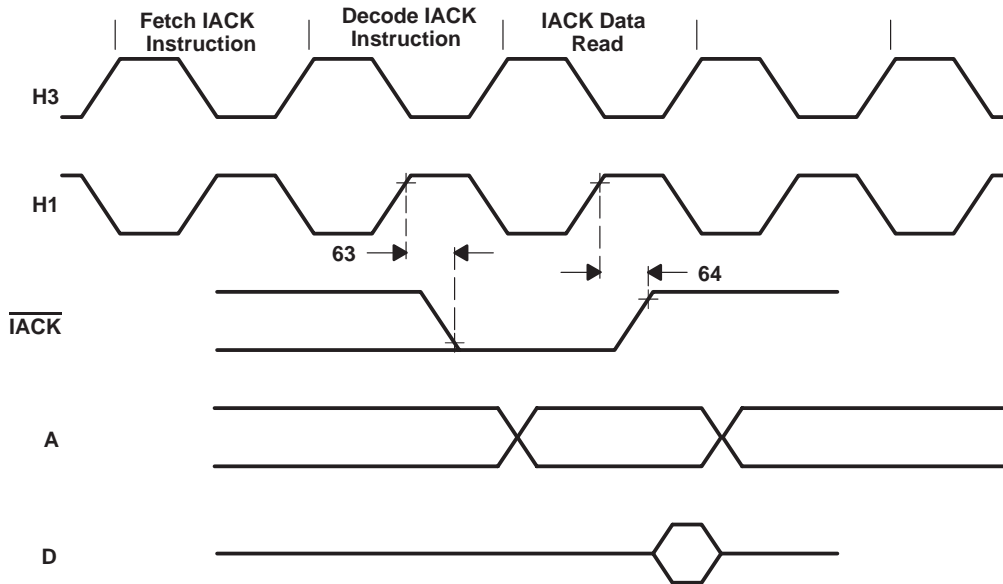 Fetch IACK
Instruction
Decode IACK
Instruction
IACK Data
Read
H3
H1
63
64
IACK
A
D